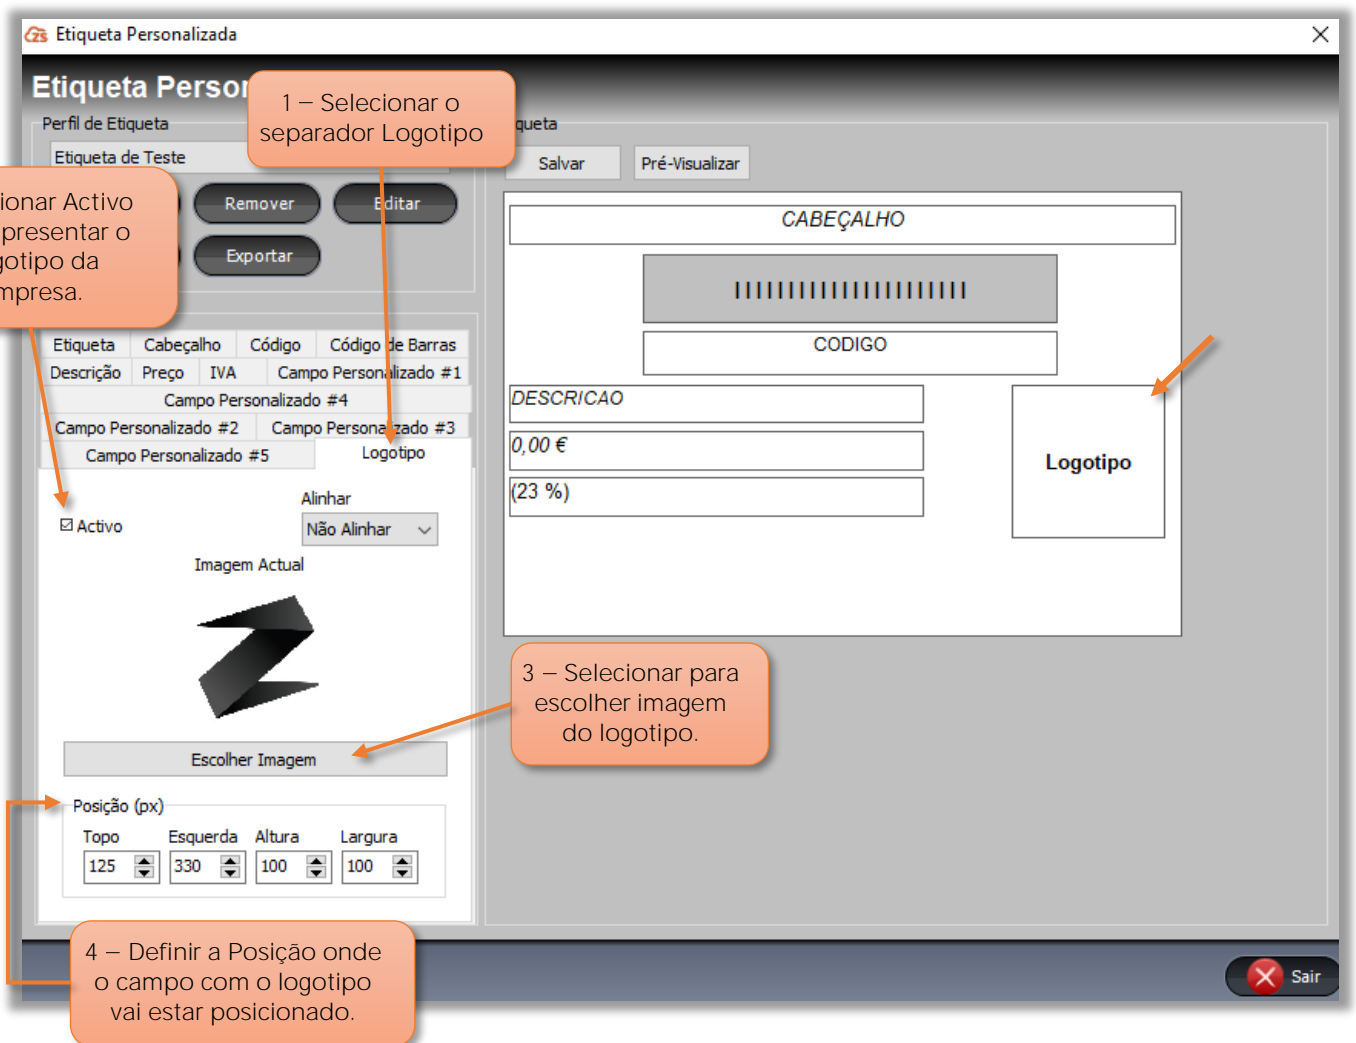 Etiqueta Personalizada
Etiqueta Person
1 – Selecionar o
separador Logotipo
Perfil de Etiqueta
queta
Etiqueta de Teste
Salvar
Pré-Visualizar
ionar Activo
presentar o
gotipo da
mpresa.
Remover
Editar
Exportar
CABEÇALHO
CODIGO
DESCRICAO
0,00 €
(23 %)
Logotipo
Etiqueta
Cabeçalho
Código
Código de Barras
Descrição
Preço
IVA
Campo Personalizado #1
Campo Personalizado #4
Campo Personalizado #2
Campo Personalizado #3
Campo Personalizado #5
Logotipo
Activo
Alinhar
Não Alinhar
Imagem Actual
3 – Selecionar para
escolher imagem
do logotipo.
Escolher Imagem
Posição (px)
Topo
Esquerda
Altura
Largura
125
330
100
100
4 – Definir a Posição onde
o campo com o logotipo
vai estar posicionado.
Sair